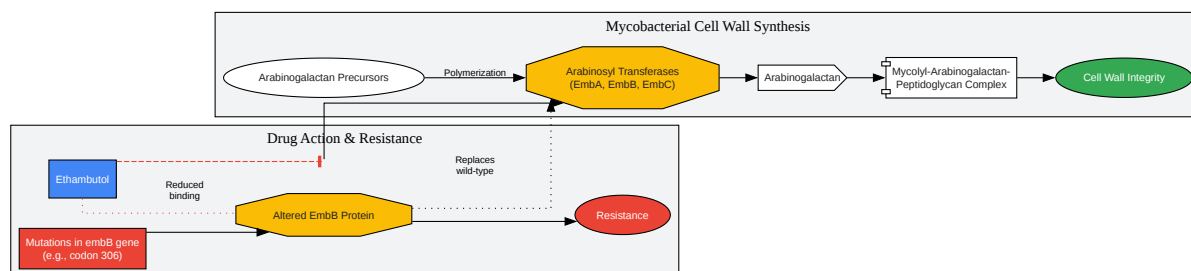 Mycobacterial Cell Wall Synthesis
Arabinogalactan Precursors
Polymerization
Arabinosyl Transferases
(EmbA, EmbB, EmbC)
Arabinogalactan
Mycolyl-Arabinogalactan-
Peptidoglycan Complex
Cell Wall Integrity
Drug Action & Resistance
Ethambutol
Reduced
binding
Replaces
wild-type
Altered EmbB Protein
Resistance
Mutations in embB gene
(e.g., codon 306)